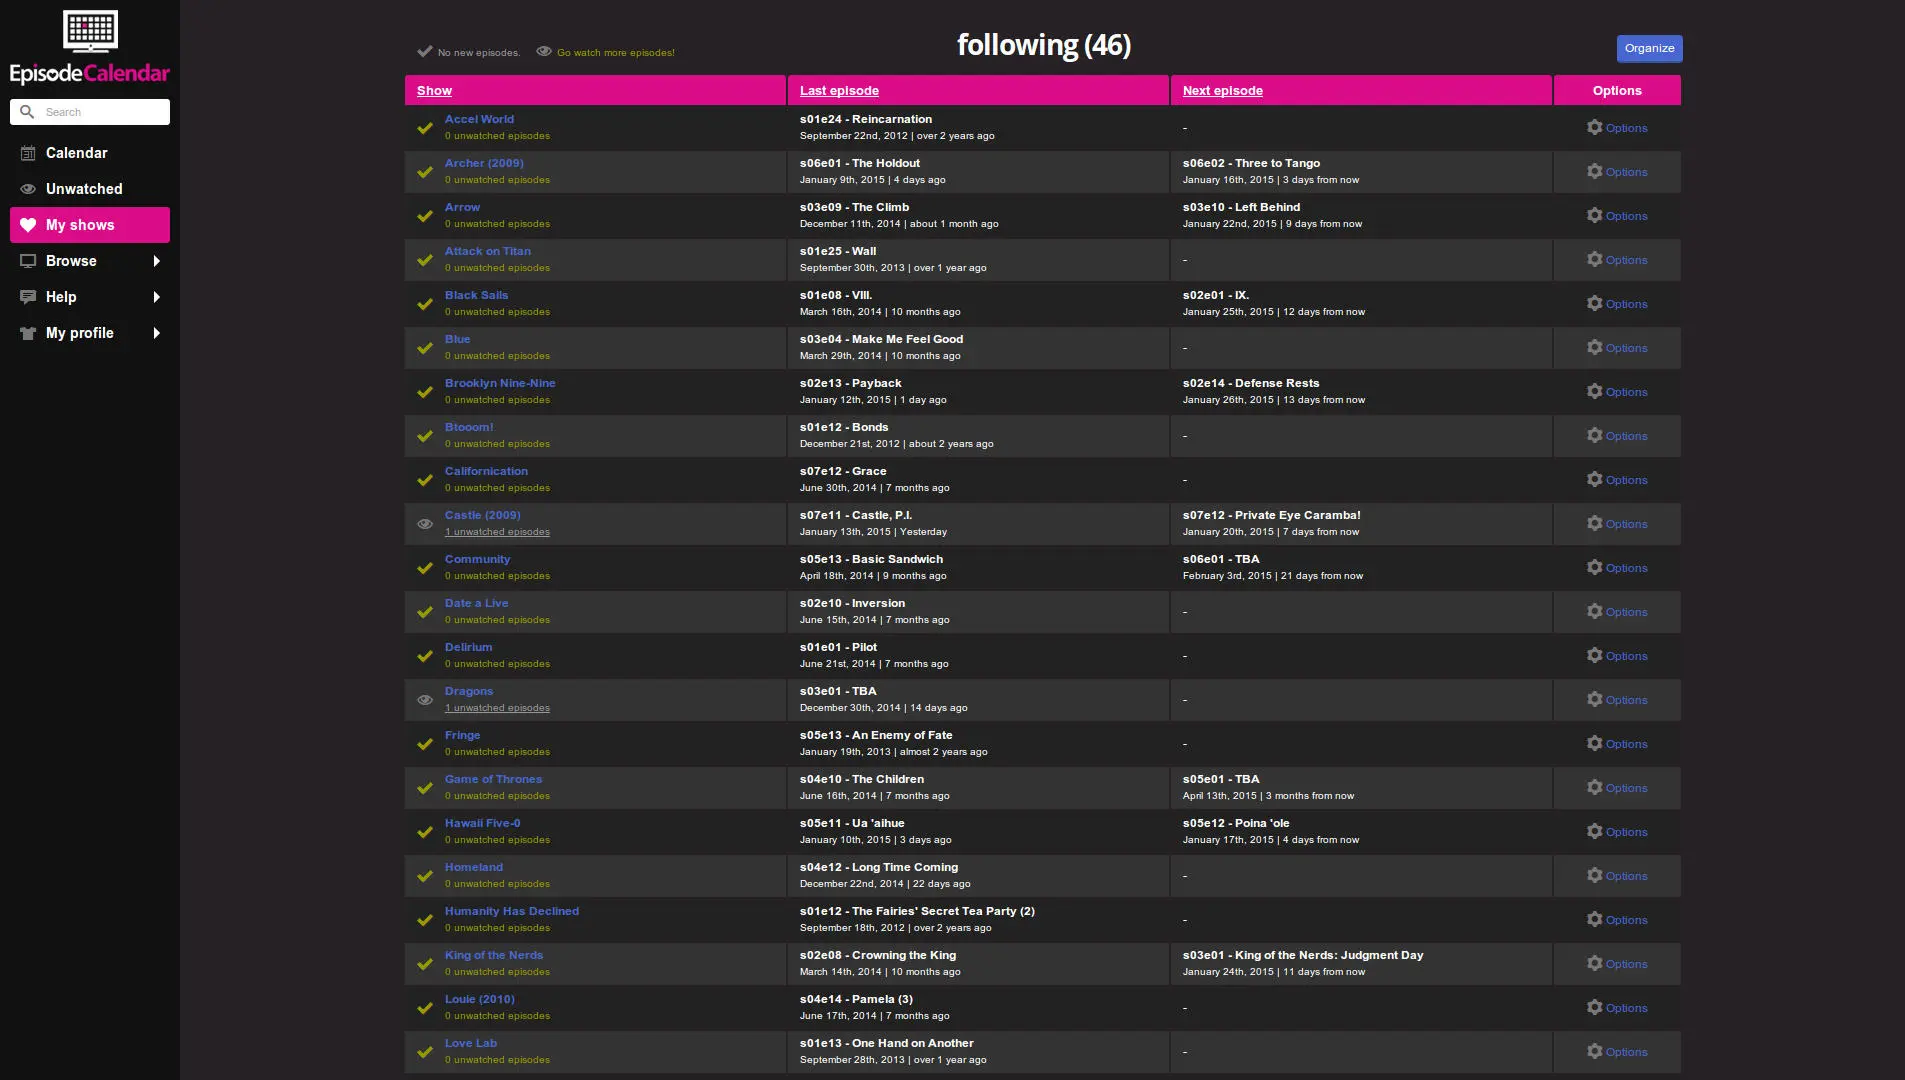 EpisodeCalendar
Search
Calendar
Unwatched
My shows
Browse
Help
My profile
No new episodes.
Go watch more episodes!
following (46)
Organize
Show
Last episode
Next episode
Options
Accel World
0 unwatched episodes
s01e24 - Reincarnation
September 22nd, 2012 | over 2 years ago
-
Options
Archer (2009)
0 unwatched episodes
s06e01 - The Holdout
January 9th, 2015 | 4 days ago
s06e02 - Three to Tango
January 16th, 2015 | 3 days from now
Options
Arrow
0 unwatched episodes
s03e09 - The Climb
December 11th, 2014 | about 1 month ago
s03e10 - Left Behind
January 22nd, 2015 | 9 days from now
Options
Attack on Titan
0 unwatched episodes
s01e25 - Wall
September 30th, 2013 | over 1 year ago
-
Options
Black Sails
0 unwatched episodes
s01e08 - VIII.
March 16th, 2014 | 10 months ago
s02e01 - IX.
January 25th, 2015 | 12 days from now
Options
Blue
0 unwatched episodes
s03e04 - Make Me Feel Good
March 29th, 2014 | 10 months ago
-
Options
Brooklyn Nine-Nine
0 unwatched episodes
s02e13 - Payback
January 12th, 2015 | 1 day ago
s02e14 - Defense Rests
January 26th, 2015 | 13 days from now
Options
Btooom!
0 unwatched episodes
s01e12 - Bonds
December 21st, 2012 | about 2 years ago
-
Options
Californication
0 unwatched episodes
s07e12 - Grace
June 30th, 2014 | 7 months ago
-
Options
Castle (2009)
1 unwatched episodes
s07e11 - Castle, P.I.
January 13th, 2015 | Yesterday
s07e12 - Private Eye Caramba!
January 20th, 2015 | 7 days from now
Options
Community
0 unwatched episodes
s05e13 - Basic Sandwich
April 18th, 2014 | 9 months ago
s06e01 - TBA
February 3rd, 2015 | 21 days from now
Options
Date a Live
0 unwatched episodes
s02e10 - Inversion
June 15th, 2014 | 7 months ago
-
Options
Delirium
0 unwatched episodes
s01e01 - Pilot
June 21st, 2014 | 7 months ago
-
Options
Dragons
1 unwatched episodes
s03e01 - TBA
December 30th, 2014 | 14 days ago
-
Options
Fringe
0 unwatched episodes
s05e13 - An Enemy of Fate
January 19th, 2013 | almost 2 years ago
-
Options
Game of Thrones
0 unwatched episodes
s04e10 - The Children
June 16th, 2014 | 7 months ago
s05e01 - TBA
April 13th, 2015 | 3 months from now
Options
Hawaii Five-0
0 unwatched episodes
s05e11 - Ua 'aihue
January 10th, 2015 | 3 days ago
s05e12 - Poina 'ole
January 17th, 2015 | 4 days from now
Options
Homeland
0 unwatched episodes
s04e12 - Long Time Coming
December 22nd, 2014 | 22 days ago
-
Options
Humanity Has Declined
0 unwatched episodes
s01e12 - The Fairies' Secret Tea Party (2)
September 18th, 2012 | over 2 years ago
-
Options
King of the Nerds
0 unwatched episodes
s02e08 - Crowning the King
March 14th, 2014 | 10 months ago
s03e01 - King of the Nerds: Judgment Day
January 24th, 2015 | 11 days from now
Options
Louie (2010)
0 unwatched episodes
s04e14 - Pamela (3)
June 17th, 2014 | 7 months ago
-
Options
Love Lab
0 unwatched episodes
s01e13 - One Hand on Another
September 28th, 2013 | over 1 year ago
-
Options